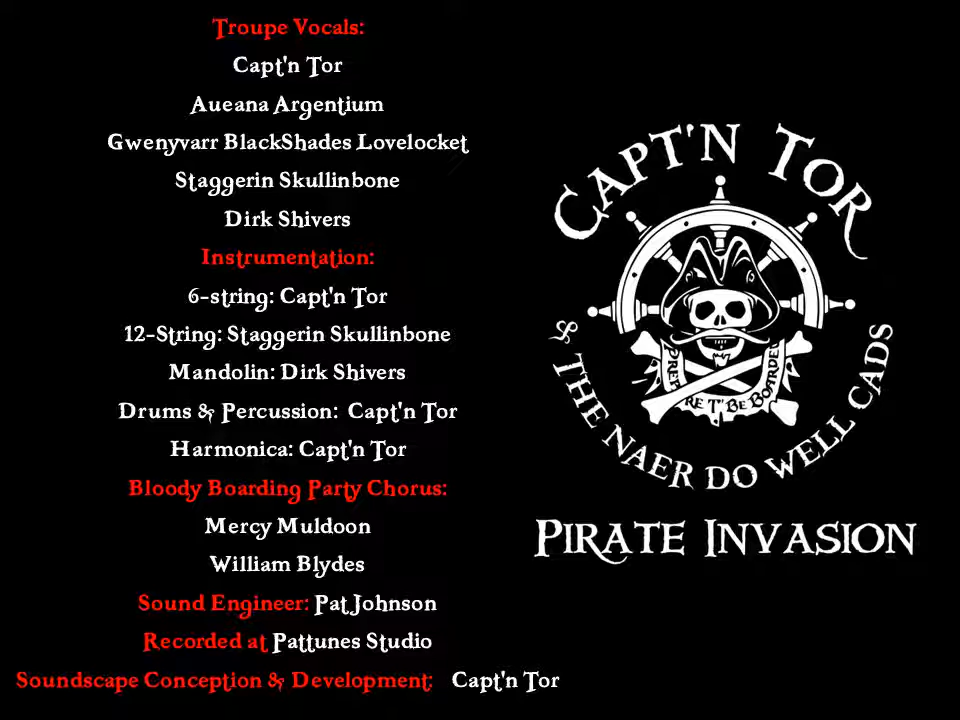 Troupe Vocals:
Capt'n Tor
Aueana Argentium
Gwenyvarr BlackShades Lovelocket
Staggerin Skullinbone
Dirk Shivers
Instrumentation:
6-string: Capt'n Tor
12-String: Staggerin Skullinbone
Mandolin: Dirk Shivers
Drums & Percussion: Capt'n Tor
Harmonica: Capt'n Tor
Bloody Boarding Party Chorus:
Mercy Muldoon
William Blydes
Sound Engineer: Pat Johnson
Recorded at Pattunes Studio
Soundscape Conception & Development: Capt'n Tor
CAPT'N TOR
PREPARE T' BE BOARDED
& THE NAER DO WELL CADS
PIRATE INVASION